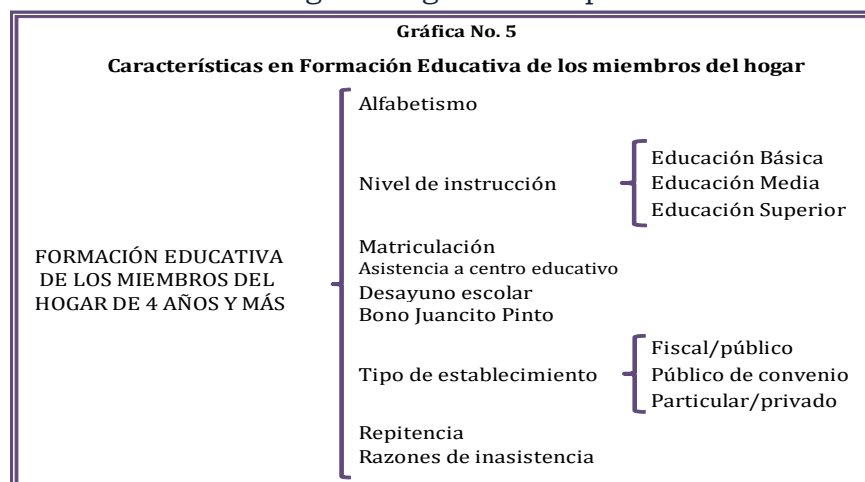 Gráfica No. 5
Características en Formación Educativa de los miembros del hogar
FORMACIÓN EDUCATIVA
DE LOS MIEMBROS DEL
HOGAR DE 4 AÑOS Y MÁS
Alfabetismo
Nivel de instrucción
Educación Básica
Educación Media
Educación Superior
Matriculación
Asistencia a centro educativo
Desayuno escolar
Bono Juancito Pinto
Tipo de establecimiento
Fiscal/público
Público de convenio
Particular/privado
Repitencia
Razones de inasistencia